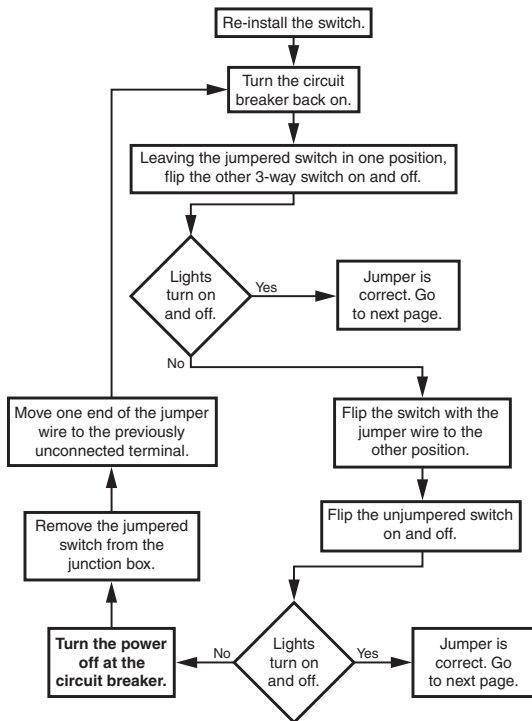 Re-install the switch.
Turn the circuit
breaker back on.
Leaving the jumpered switch in one position,
flip the other 3-way switch on and off.
Lights
turn on
and off.
Yes
Jumper is
correct. Go
to next page.
No
Flip the switch with the
jumper wire to the
other position.
Flip the unjumpered switch
on and off.
Lights
turn on
and off.
Yes
Jumper is
correct. Go
to next page.
No
Turn the power
off at the
circuit breaker.
Remove the jumpered
switch from the
junction box.
Move one end of the jumper
wire to the previously
unconnected terminal.